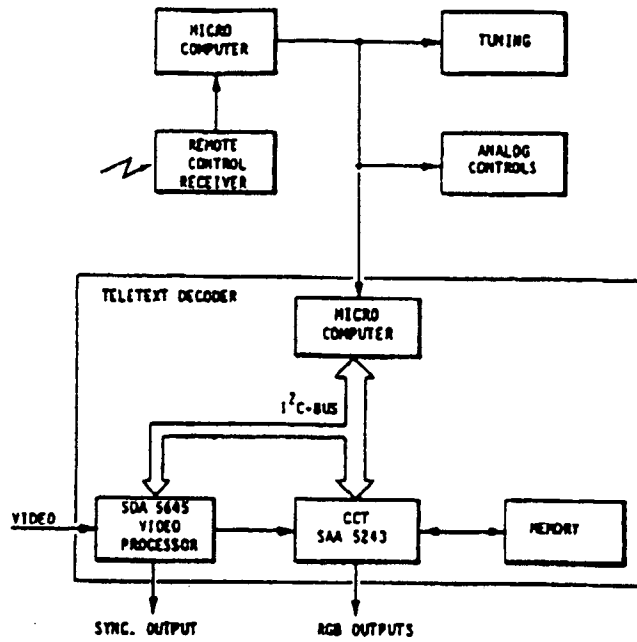 MICRO
COMPUTER
TUNING
REMOTE
CONTROL
RECEIVER
ANALOG
CONTROLS
TELETEXT DECODER
MICRO
COMPUTER
I²C-BUS
VIDEO
SDA 5645
VIDEO
PROCESSOR
CCT
SAA 5243
MEMORY
SYNC. OUTPUT
RGB OUTPUTS